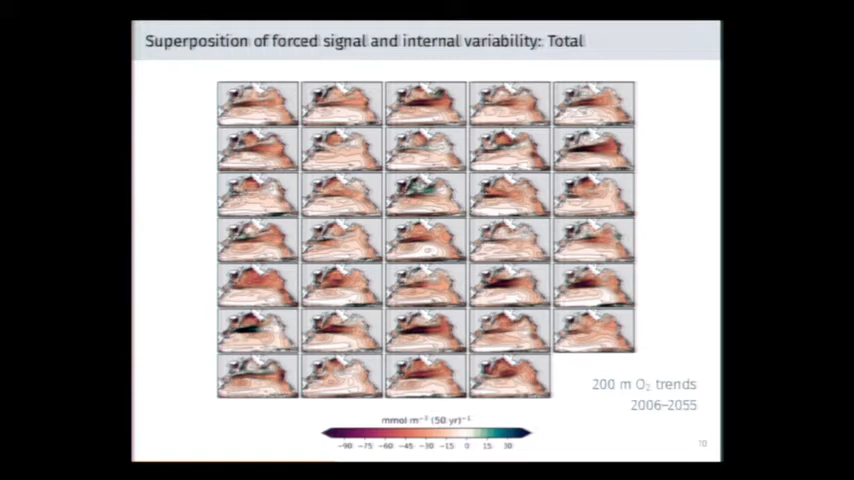 Superposition of forced signal and internal variability: Total
200 m O₂ trends
2006–2055
mmol m⁻³ (50 yr)⁻¹
−90 −75 −60 −45 −30 −15 0 15 30
10